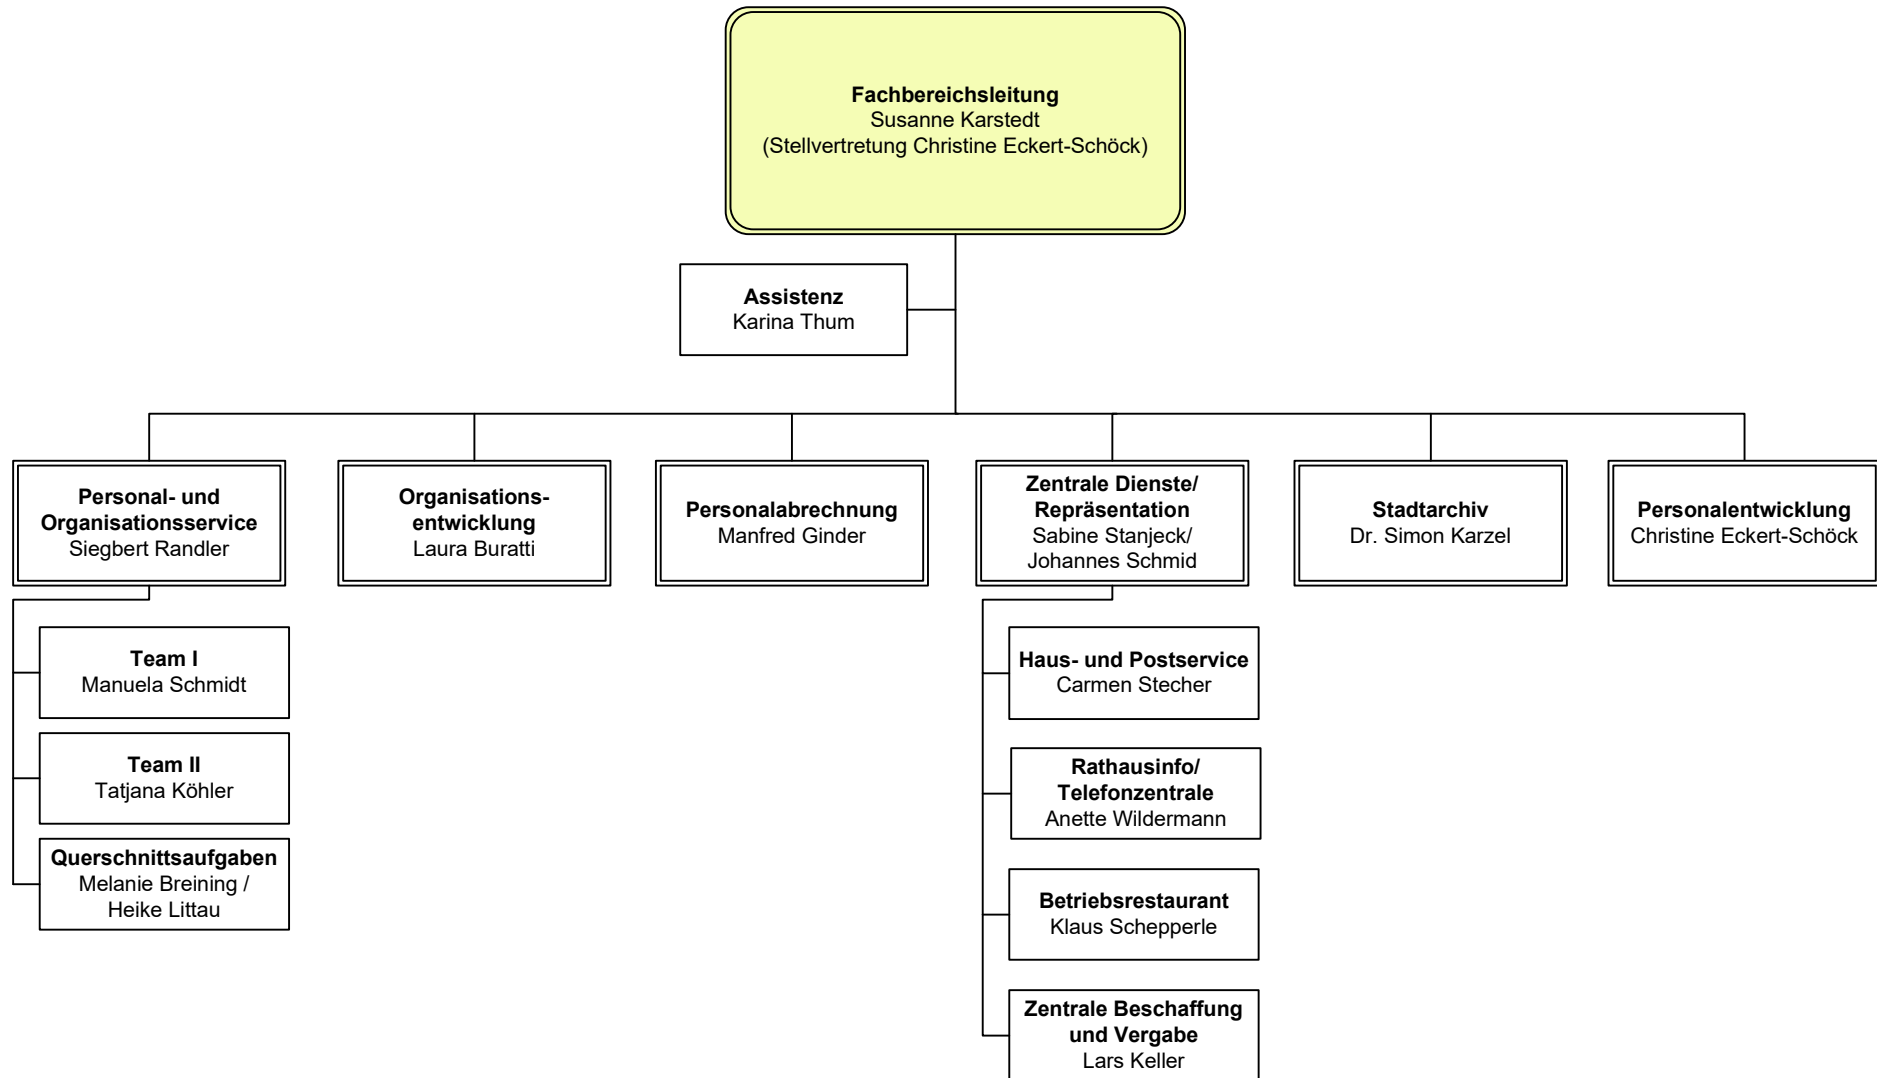 Fachbereichsleitung
Susanne Karstedt
(Stellvertretung Christine Eckert-Schöck)
Assistenz
Karina Thum
Personal- und
Organisationsservice
Siegbert Randler
Organisations-
entwicklung
Laura Buratti
Personalabrechnung
Manfred Ginder
Zentrale Dienste/
Repräsentation
Sabine Stanjeck/
Johannes Schmid
Stadtarchiv
Dr. Simon Karzel
Personalentwicklung
Christine Eckert-Schöck
Team I
Manuela Schmidt
Team II
Tatjana Köhler
Querschnittsaufgaben
Melanie Breining /
Heike Littau
Haus- und Postservice
Carmen Stecher
Rathausinfo/
Telefonzentrale
Anette Wildermann
Betriebsrestaurant
Klaus Schepperle
Zentrale Beschaffung
und Vergabe
Lars Keller